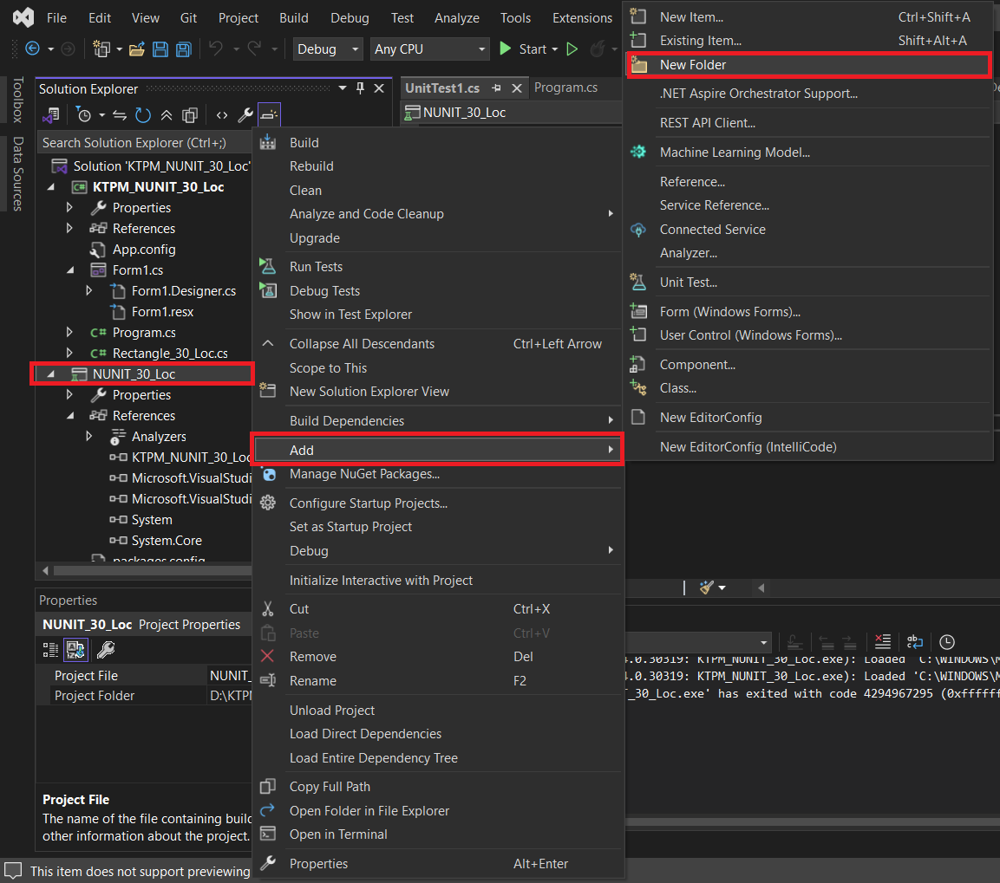 File Edit View Git Project Build Debug Test Analyze Tools Extensions
Debug Any CPU Start
Toolbox
Data Sources
Solution Explorer
Search Solution Explorer (Ctrl+;)
Solution 'KTPM_NUNIT_30_Loc'
KTPM_NUNIT_30_Loc
Properties
References
App.config
Form1.cs
Form1.Designer.cs
Form1.resx
Program.cs
Rectangle_30_Loc.cs
NUNIT_30_Loc
Properties
References
Analyzers
KTPM_NUNIT_30_Loc
Microsoft.VisualStudi
Microsoft.VisualStudi
System
System.Core
packages.config
Properties
NUNIT_30_Loc Project Properties
Project File NUNIT_
Project Folder D:\KTPM
Project File
The name of the file containing build
other information about the project.
This item does not support previewing
UnitTest1.cs Program.cs
NUNIT_30_Loc
Build
Rebuild
Clean
Analyze and Code Cleanup
Upgrade
Run Tests
Debug Tests
Show in Test Explorer
Collapse All Descendants Ctrl+Left Arrow
Scope to This
New Solution Explorer View
Build Dependencies
Add
Manage NuGet Packages...
Configure Startup Projects...
Set as Startup Project
Debug
Initialize Interactive with Project
Cut Ctrl+X
Paste Ctrl+V
Remove Del
Rename F2
Unload Project
Load Direct Dependencies
Load Entire Dependency Tree
Copy Full Path
Open Folder in File Explorer
Open in Terminal
Properties Alt+Enter
New Item... Ctrl+Shift+A
Existing Item... Shift+Alt+A
New Folder
.NET Aspire Orchestrator Support...
REST API Client...
Machine Learning Model...
Reference...
Service Reference...
Connected Service
Analyzer...
Unit Test...
Form (Windows Forms)...
User Control (Windows Forms)...
Component...
Class...
New EditorConfig
New EditorConfig (IntelliCode)
4.0.30319: KTPM_NUNIT_30_Loc.exe): Loaded 'C:\WINDOWS\M
4.0.30319: KTPM_NUNIT_30_Loc.exe): Loaded 'C:\WINDOWS\M
T_30_Loc.exe' has exited with code 4294967295 (0xffffff